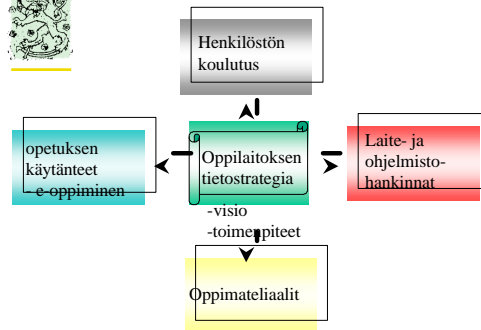 Henkilöstön
koulutus
opetuksen
käytänteet
- e-oppiminen
Oppilaitoksen
tietostrategia
-visio
-toimenpiteet
Laite- ja
ohjelmisto-
hankinnat
Oppimateliaalit